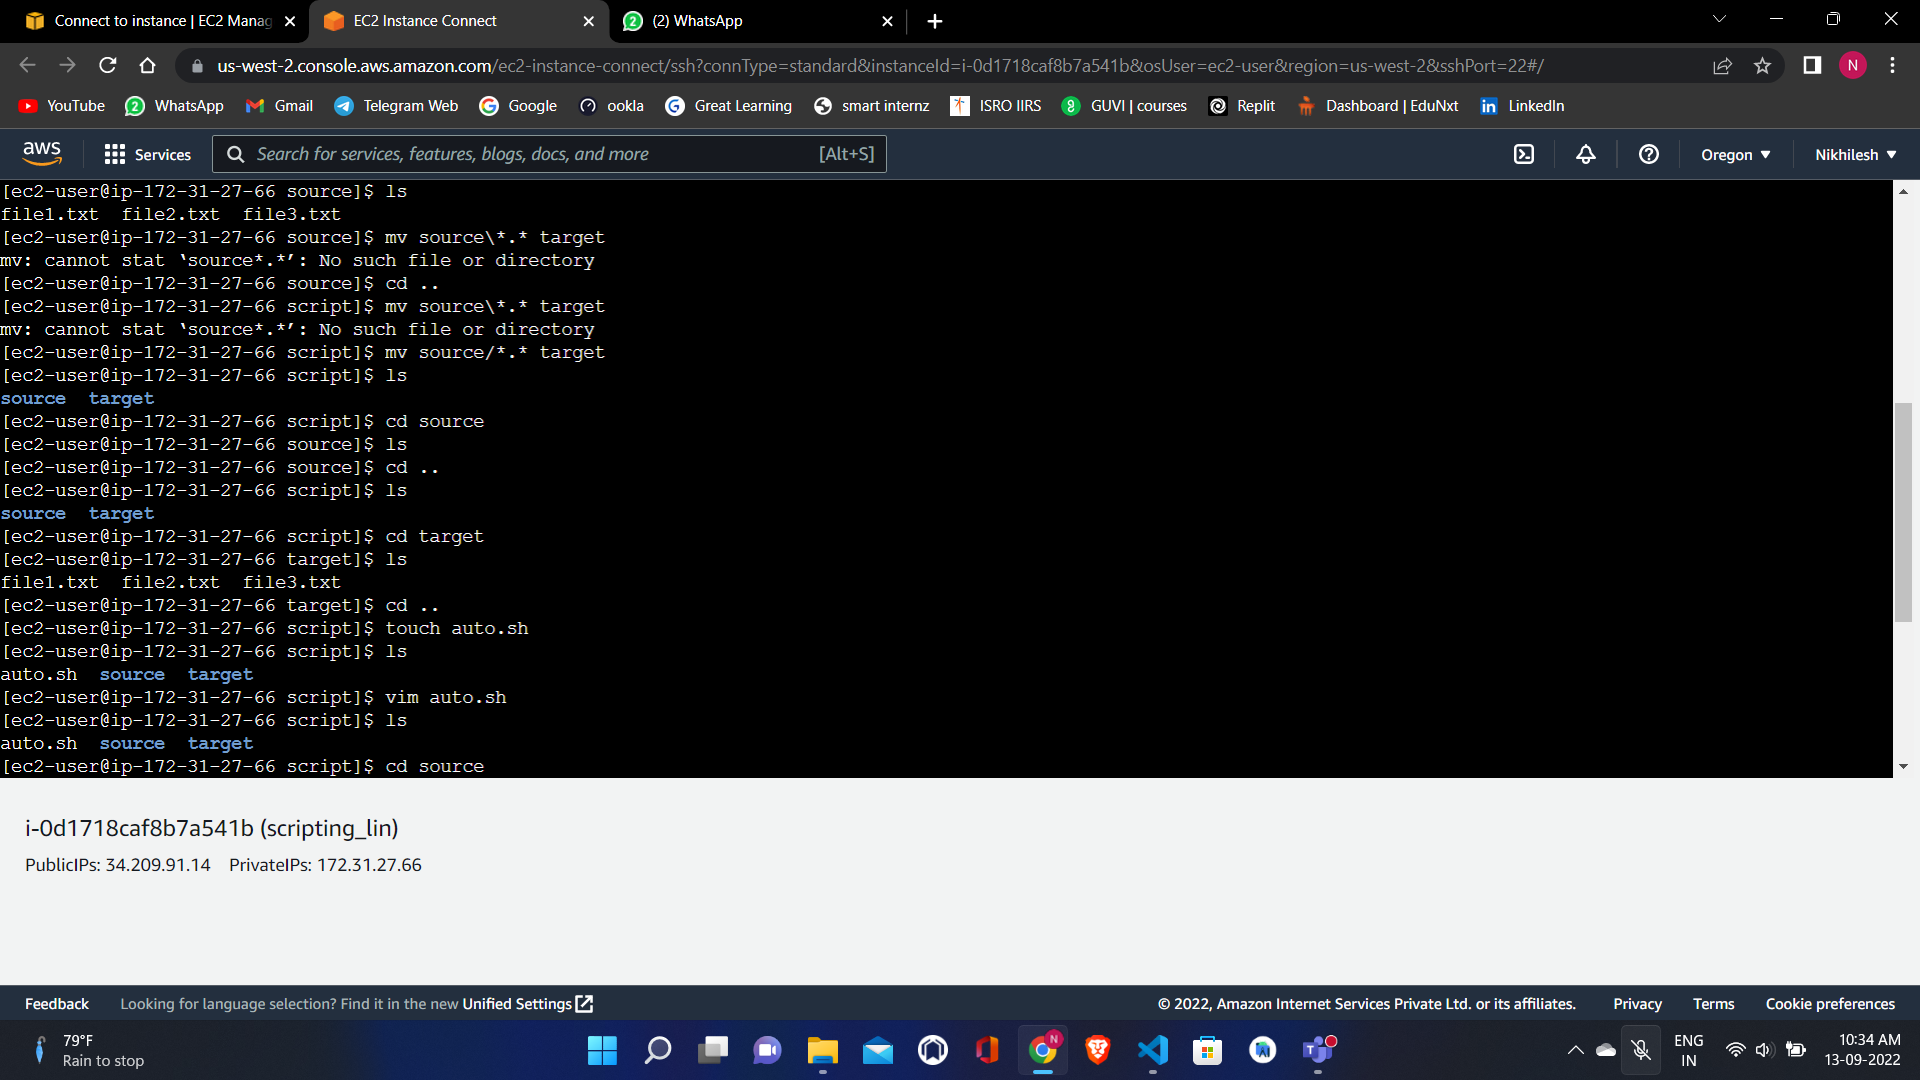 Connect to instance | EC2 Manag
EC2 Instance Connect
(2) WhatsApp
us-west-2.console.aws.amazon.com/ec2-instance-connect/ssh?connType=standard&instanceId=i-0d1718caf8b7a541b&osUser=ec2-user&region=us-west-2&sshPort=22#/
N
YouTube WhatsApp Gmail Telegram Web Google ookla Great Learning smart internz ISRO IIRS GUVI | courses Replit Dashboard | EduNxt LinkedIn
aws Services Search for services, features, blogs, docs, and more [Alt+S] Oregon Nikhilesh
[ec2-user@ip-172-31-27-66 source]$ ls
file1.txt file2.txt file3.txt
[ec2-user@ip-172-31-27-66 source]$ mv source\*.* target
mv: cannot stat ‘source*.*’: No such file or directory
[ec2-user@ip-172-31-27-66 source]$ cd ..
[ec2-user@ip-172-31-27-66 script]$ mv source\*.* target
mv: cannot stat ‘source*.*’: No such file or directory
[ec2-user@ip-172-31-27-66 script]$ mv source/*.* target
[ec2-user@ip-172-31-27-66 script]$ ls
source target
[ec2-user@ip-172-31-27-66 script]$ cd source
[ec2-user@ip-172-31-27-66 source]$ ls
[ec2-user@ip-172-31-27-66 source]$ cd ..
[ec2-user@ip-172-31-27-66 script]$ ls
source target
[ec2-user@ip-172-31-27-66 script]$ cd target
[ec2-user@ip-172-31-27-66 target]$ ls
file1.txt file2.txt file3.txt
[ec2-user@ip-172-31-27-66 target]$ cd ..
[ec2-user@ip-172-31-27-66 script]$ touch auto.sh
[ec2-user@ip-172-31-27-66 script]$ ls
auto.sh source target
[ec2-user@ip-172-31-27-66 script]$ vim auto.sh
[ec2-user@ip-172-31-27-66 script]$ ls
auto.sh source target
[ec2-user@ip-172-31-27-66 script]$ cd source
i-0d1718caf8b7a541b (scripting_lin)
PublicIPs: 34.209.91.14 PrivateIPs: 172.31.27.66
Feedback Looking for language selection? Find it in the new Unified Settings © 2022, Amazon Internet Services Private Ltd. or its affiliates. Privacy Terms Cookie preferences
79°F
Rain to stop
ENG
IN
10:34 AM
13-09-2022